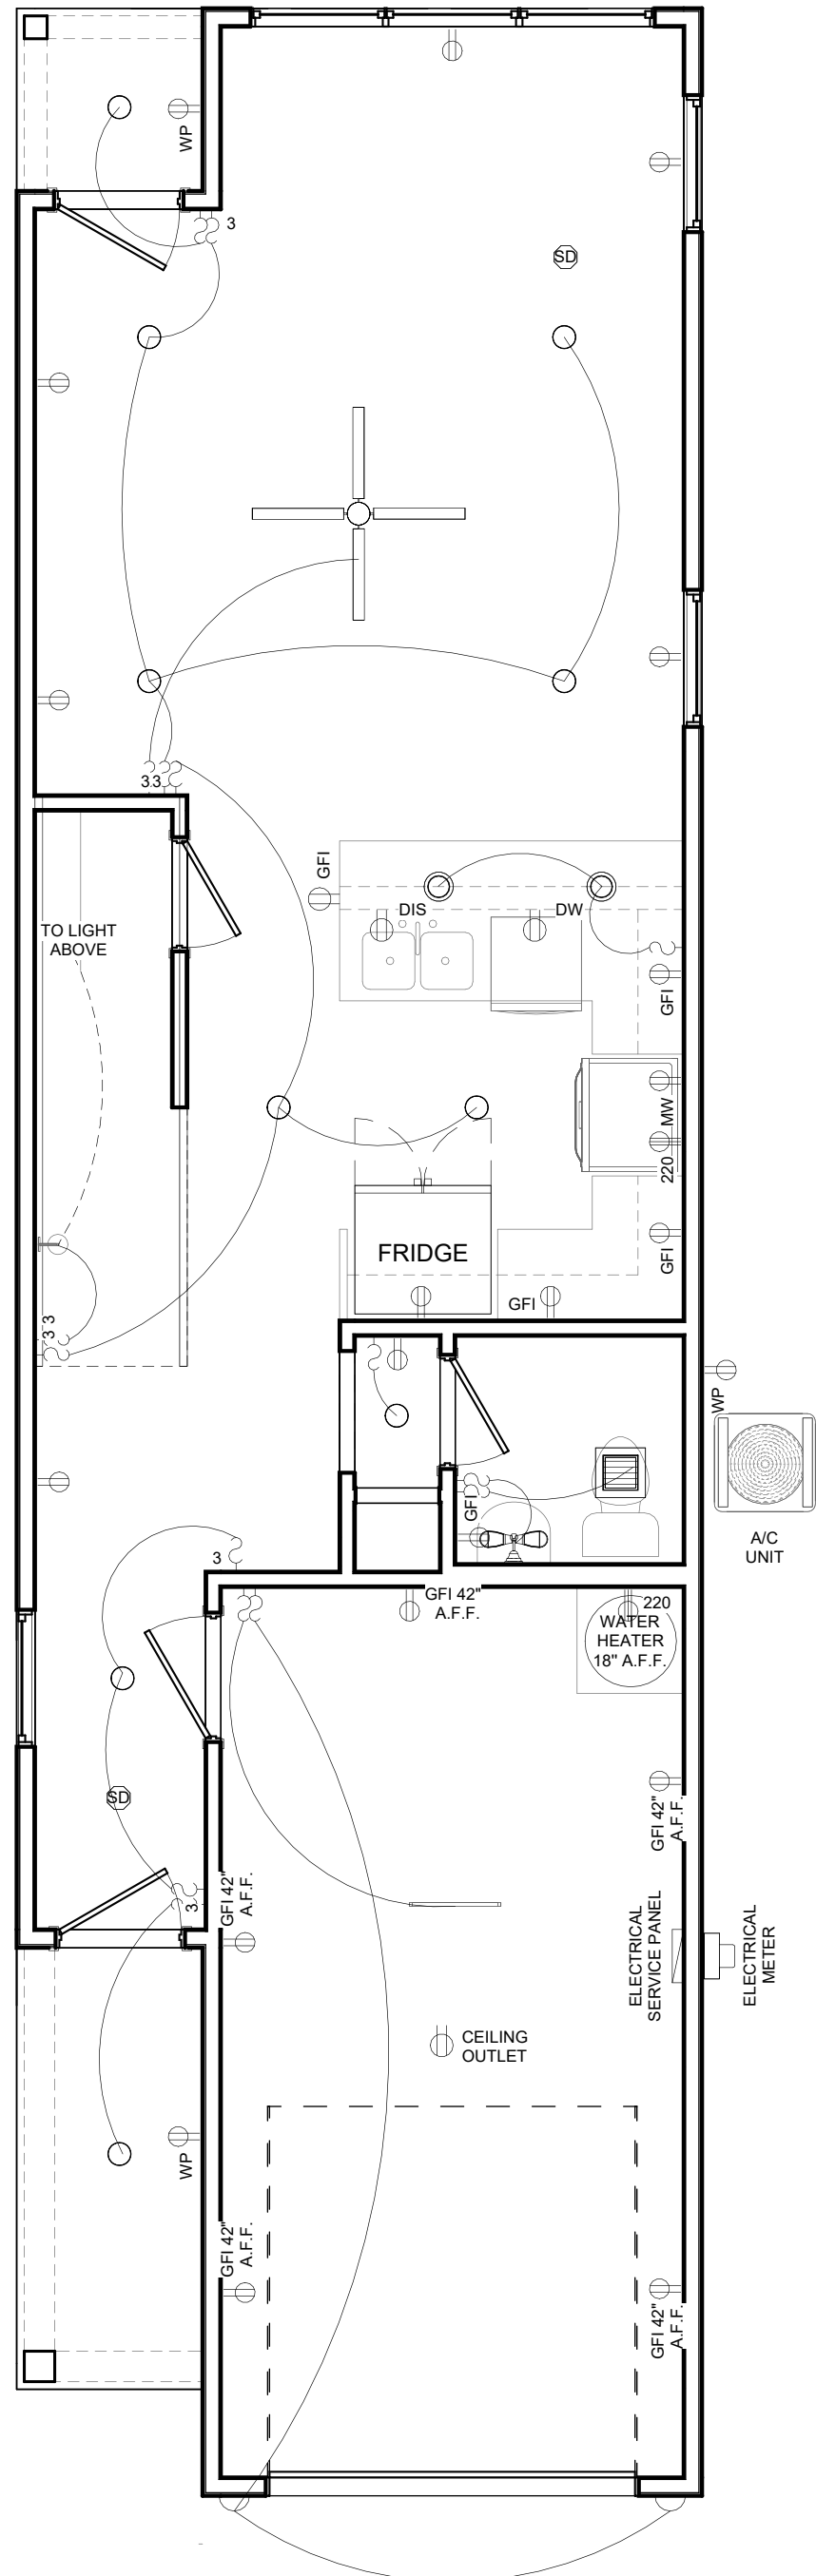 WP
3
SD
33
GFI
DIS
DW
TO LIGHT
ABOVE
GFI
MW
220
FRIDGE
GFI
GFI
3
3
WP
GFI
A/C
UNIT
3
GFI 42"
A.F.F.
220
WATER
HEATER
18" A.F.F.
SD
GFI 42"
A.F.F.
3
GFI 42"
A.F.F.
ELECTRICAL
SERVICE PANEL
ELECTRICAL
METER
CEILING
OUTLET
WP
GFI 42"
A.F.F.
GFI 42"
A.F.F.